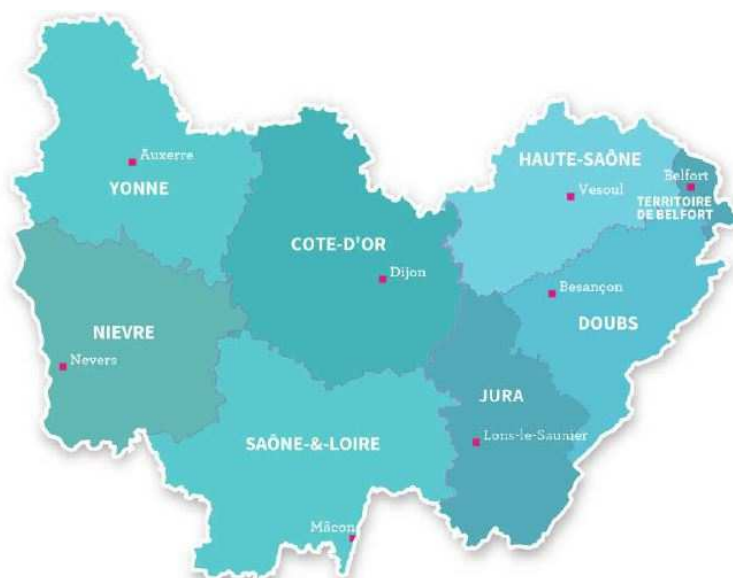 Auxerre
YONNE
HAUTE-SAÔNE
Belfort
Vesoul
TERRITOIRE
DE BELFORT
COTE-D'OR
Dijon
Besançon
DOUBS
NIEVRE
Nevers
JURA
SAÔNE-&-LOIRE
Lons-le-Saunier
Mâcon